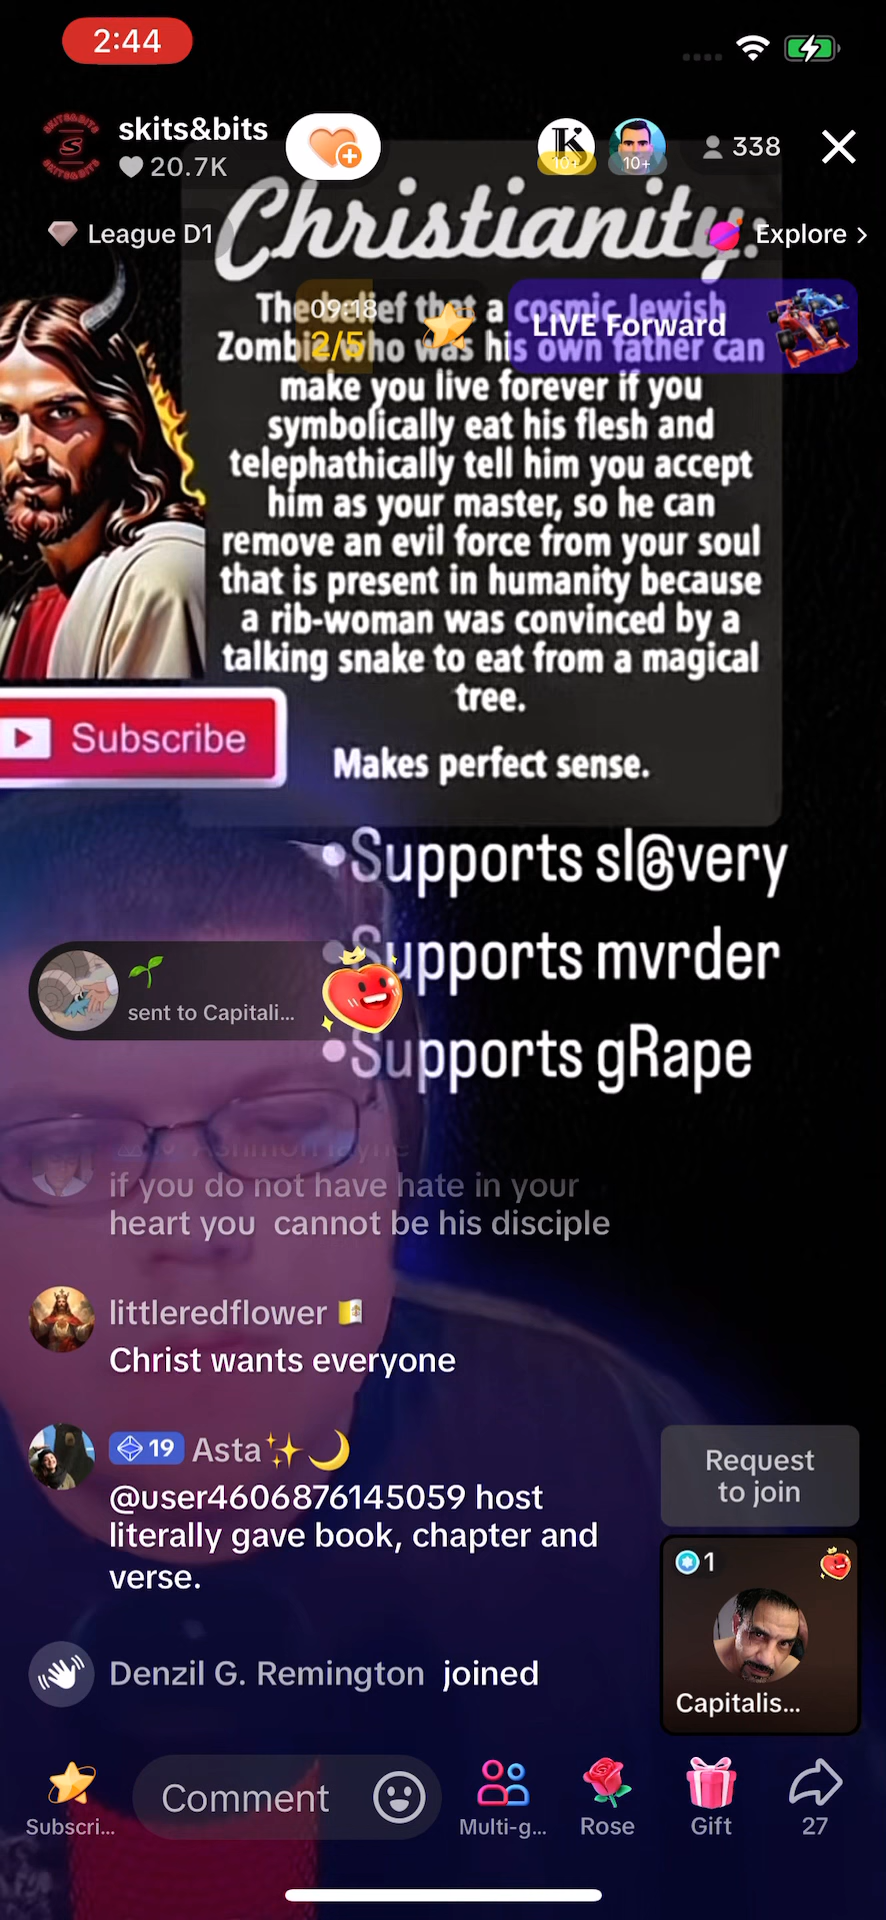 2:44
skits&bits
20.7K
10+
10+
338
League D1
Explore >
Christianity:
09:18
2/5
LIVE Forward
The belief that a cosmic Jewish
Zombie who was his own father can
make you live forever if you
symbolically eat his flesh and
telephathically tell him you accept
him as your master, so he can
remove an evil force from your soul
that is present in humanity because
a rib-woman was convinced by a
talking snake to eat from a magical
tree.
Makes perfect sense.
Subscribe
•Supports sl@very
•Supports mvrder
•Supports gRape
sent to Capitali...
if you do not have hate in your
heart you cannot be his disciple
littleredflower
Christ wants everyone
19 Asta
@user4606876145059 host
literally gave book, chapter and
verse.
Denzil G. Remington joined
Request
to join
1
Capitalis...
Comment
Subscri...
Multi-g...
Rose
Gift
27